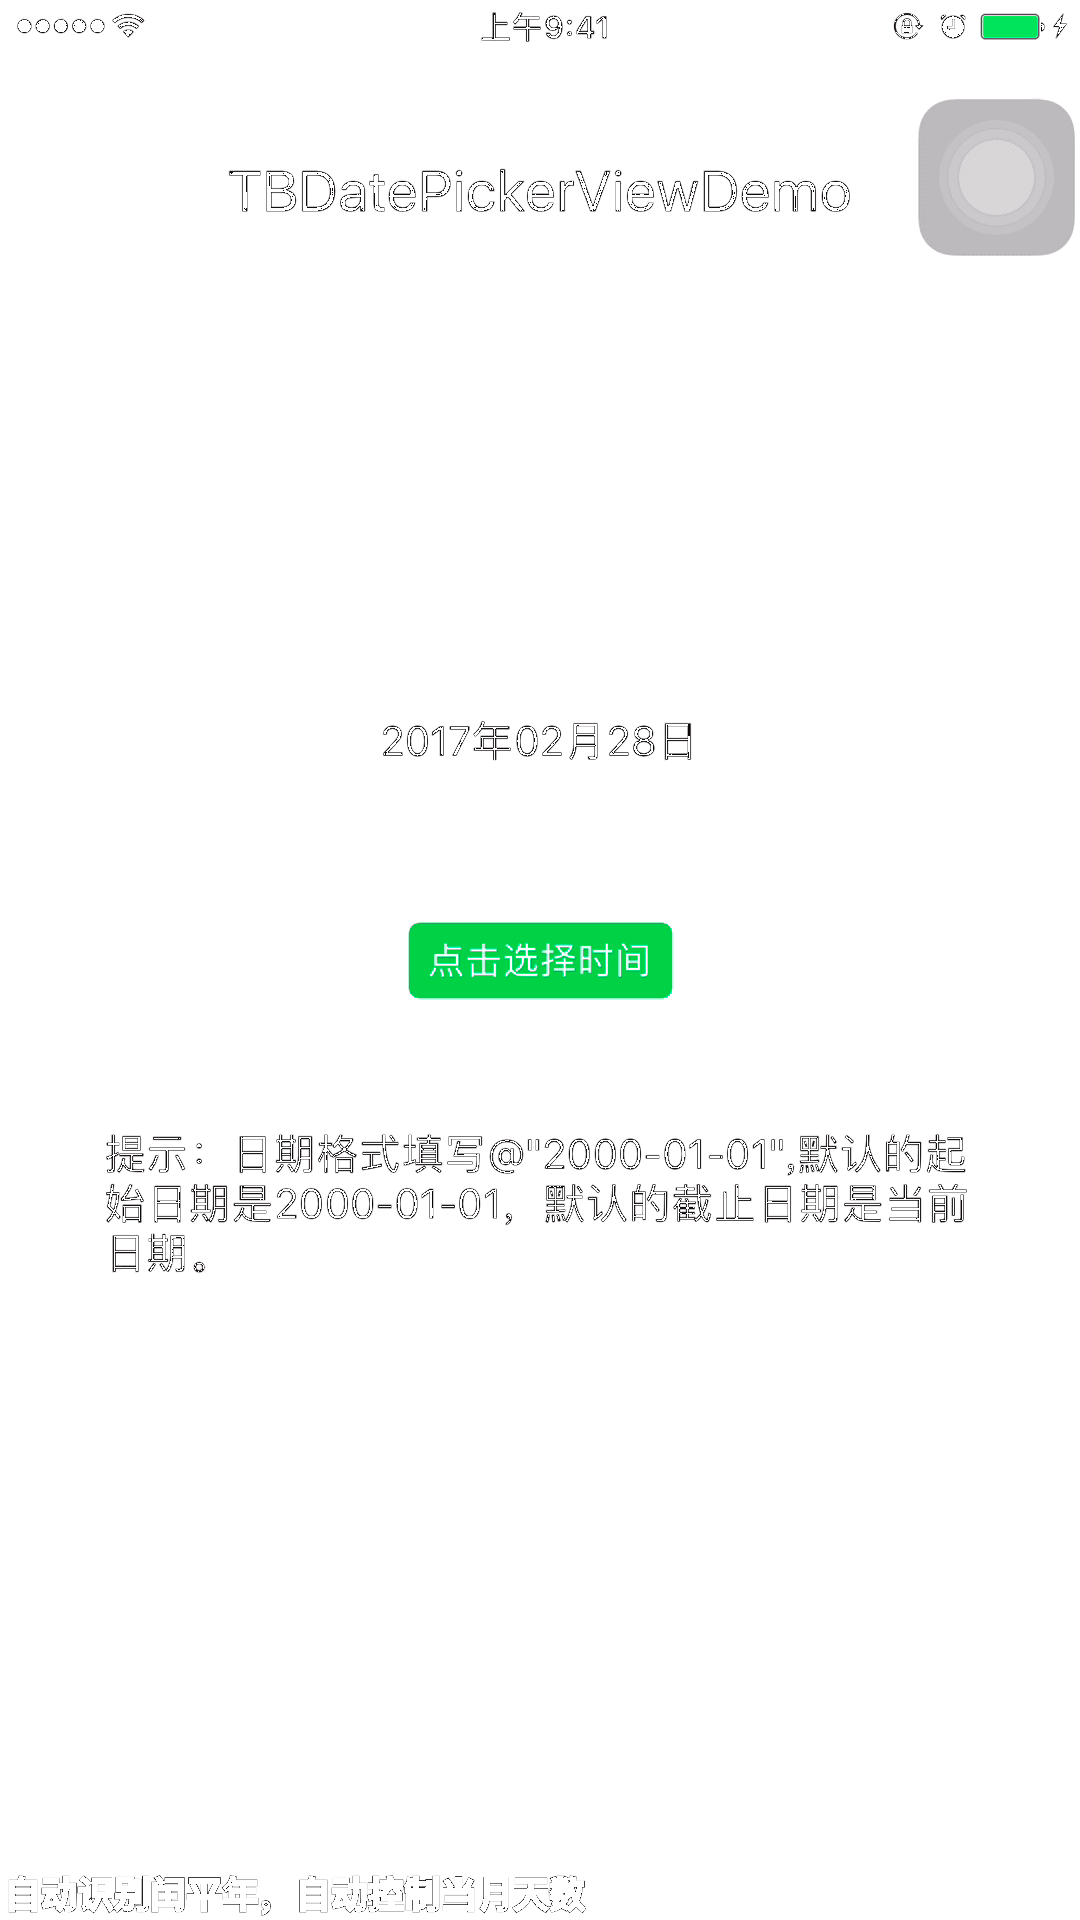 上午9:41
TBDatePickerViewDemo
2017年02月28日
点击选择时间
提示：日期格式填写@"2000-01-01",默认的起
始日期是2000-01-01，默认的截止日期是当前
日期。
自动识别闰平年，自动控制当月天数